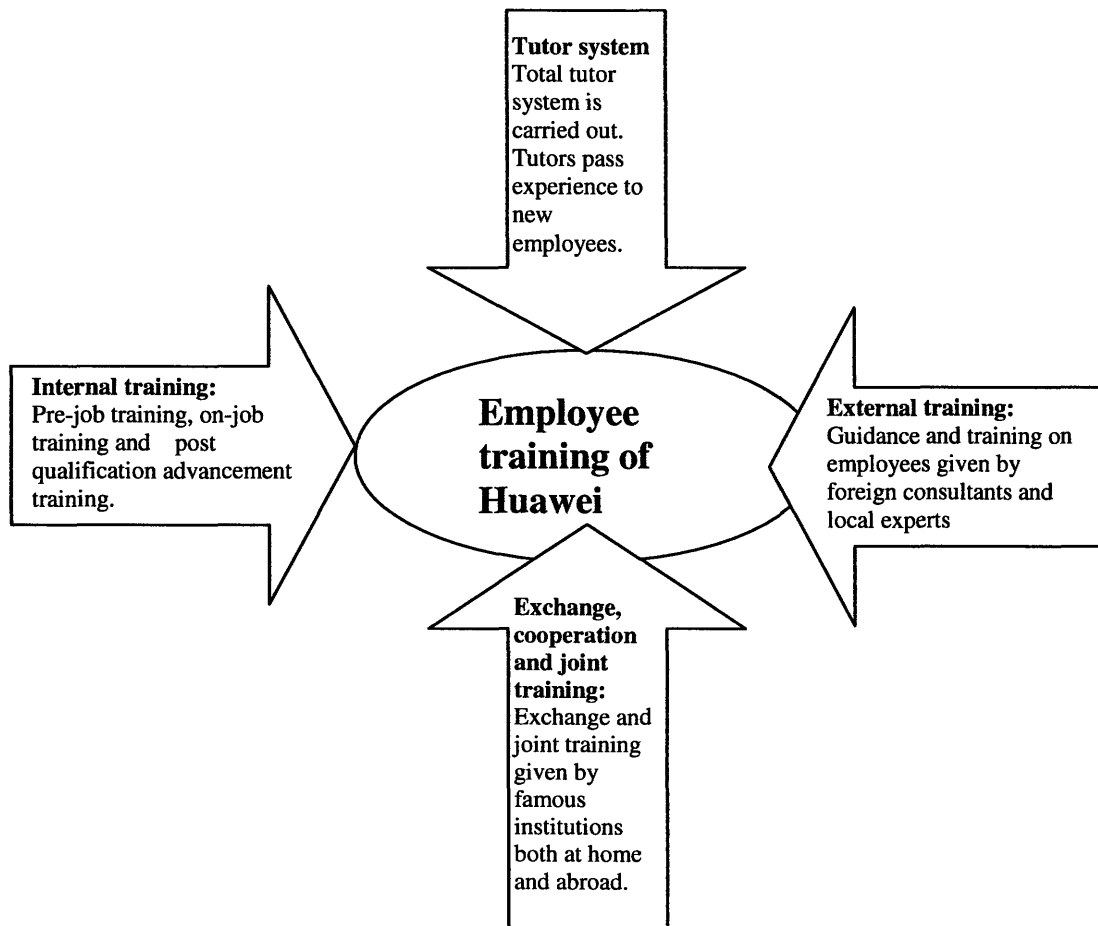 Tutor system
Total tutor
system is
carried out.
Tutors pass
experience to
new
employees.
Internal training:
Pre-job training, on-job
training and post
qualification advancement
training.
Employee
training of
Huawei
External training:
Guidance and training on
employees given by
foreign consultants and
local experts
Exchange,
cooperation
and joint
training:
Exchange and
joint training
given by
famous
institutions
both at home
and abroad.